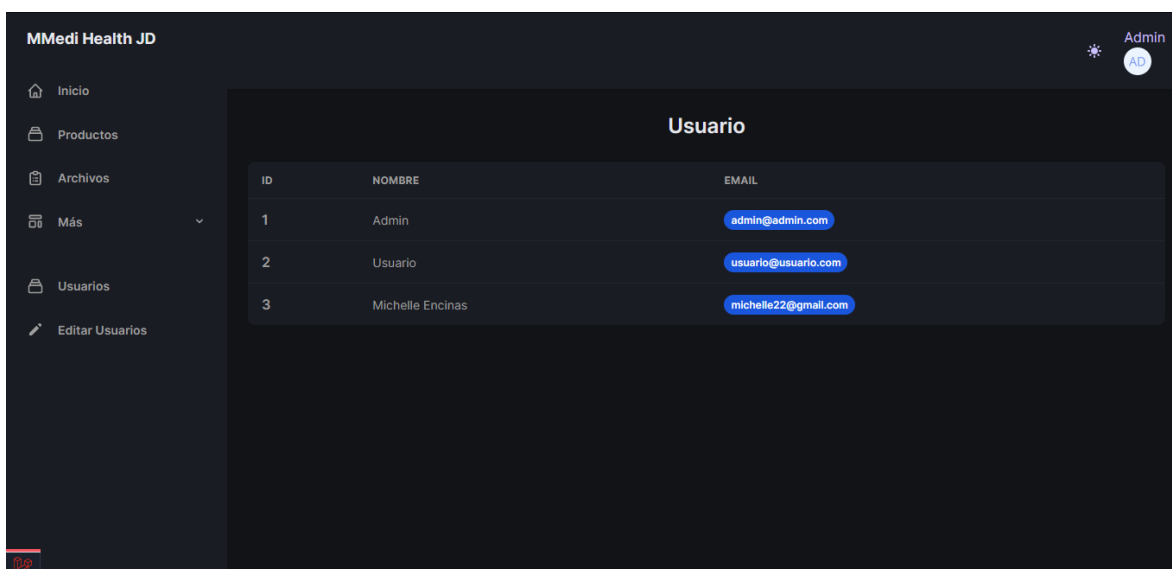 MMedi Health JD
Admin
AD
Inicio
Productos
Archivos
Más
Usuarios
Editar Usuarios
Usuario
ID NOMBRE EMAIL
1 Admin admin@admin.com
2 Usuario usuario@usuario.com
3 Michelle Encinas michelle22@gmail.com